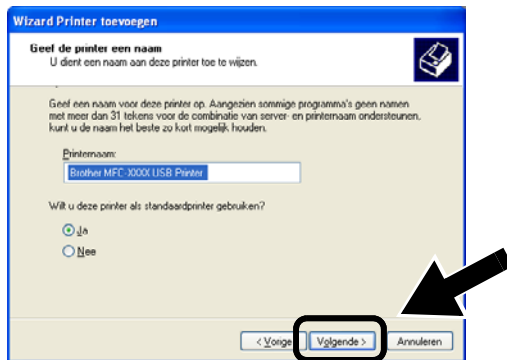 Wizard Printer toevoegen
Geef de printer een naam
U dient een naam aan deze printer toe te wijzen.
Geef een naam voor deze printer op. Aangezien sommige programma's geen namen
met meer dan 31 tekens voor de combinatie van server- en printernaam ondersteunen,
kunt u de naam het beste zo kort mogelijk houden.
Printernaam:
Brother MFC-XXXX USB Printer
Wilt u deze printer als standaardprinter gebruiken?
Ja
Nee
< Vorige
Volgende >
Annuleren